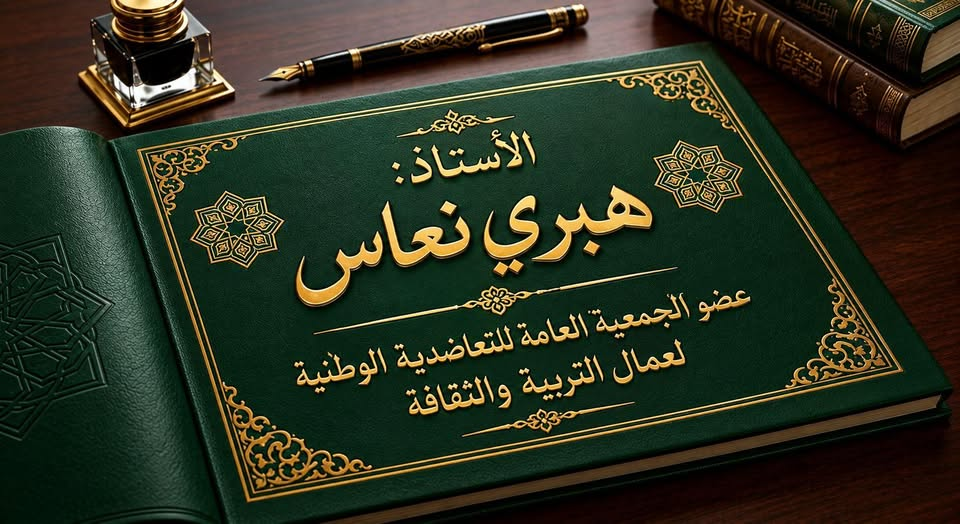 الأستاذ:
هبري نعاس
عضو الجمعية العامة للتعاضدية الوطنية
لعمال التربية والثقافة